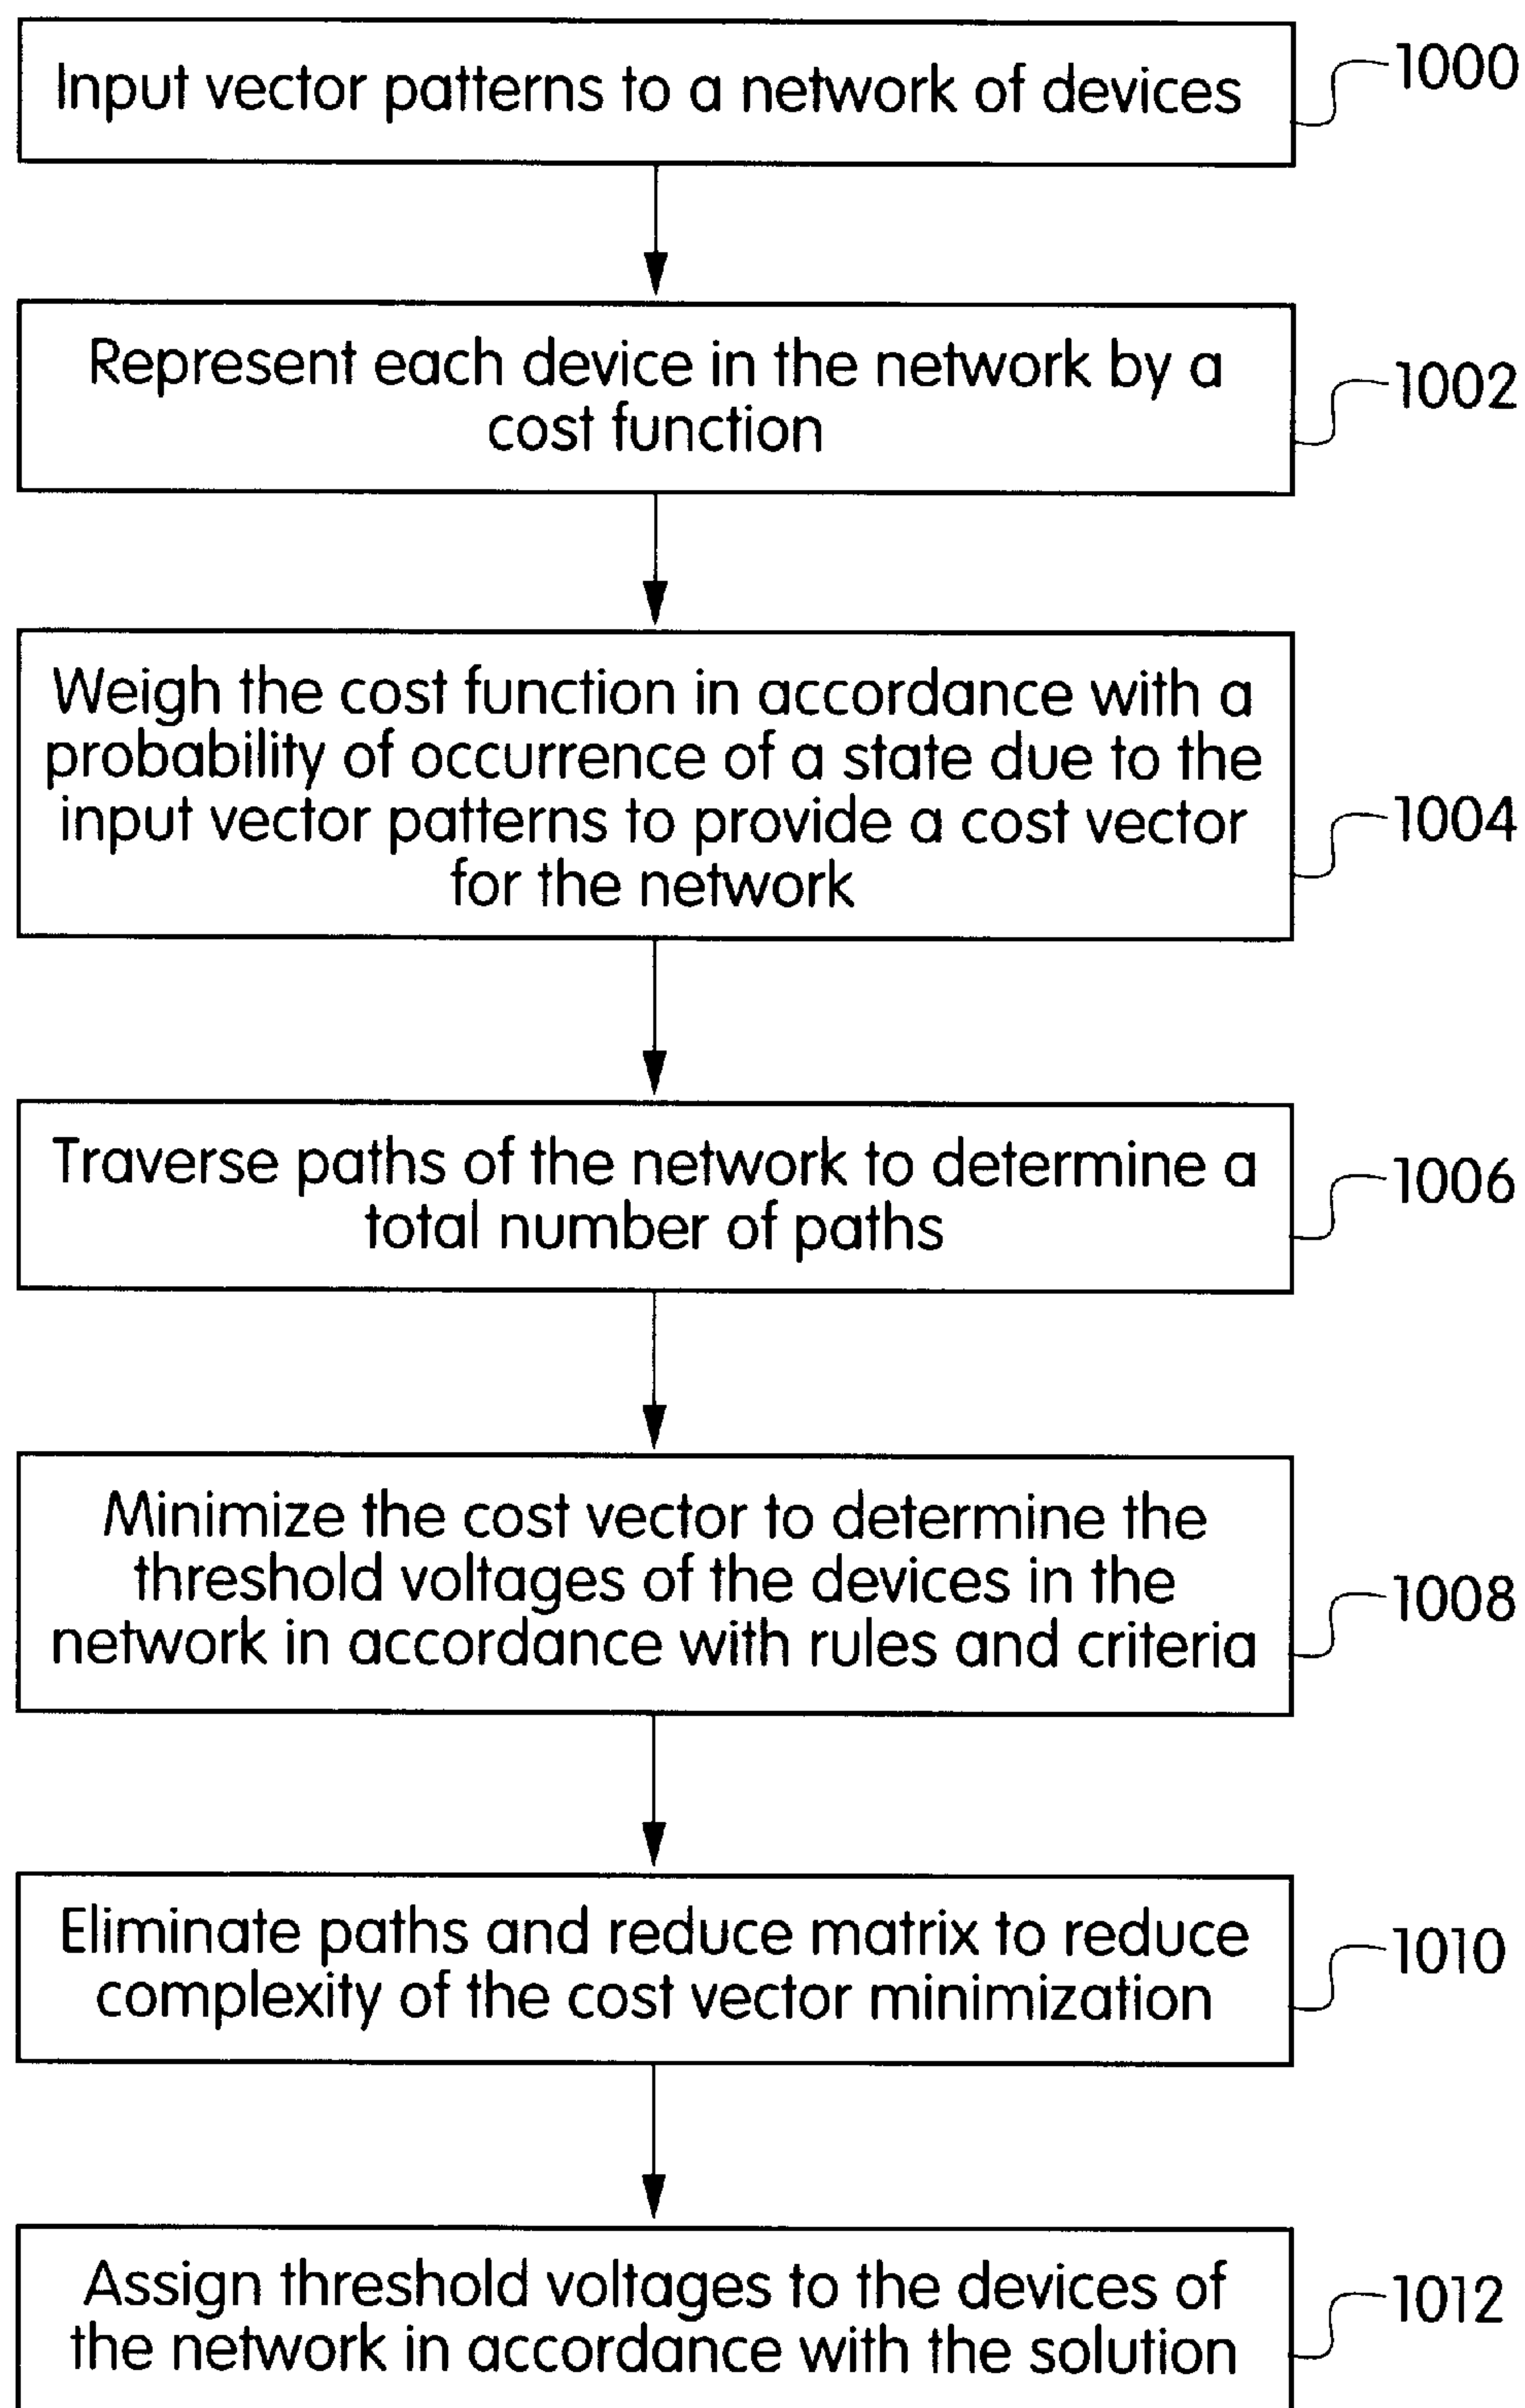 Input vector patterns to a network of devices
1000
Represent each device in the network by a
cost function
1002
Weigh the cost function in accordance with a
probability of occurrence of a state due to the
input vector patterns to provide a cost vector
for the network
1004
Traverse paths of the network to determine a
total number of paths
1006
Minimize the cost vector to determine the
threshold voltages of the devices in the
network in accordance with rules and criteria
1008
Eliminate paths and reduce matrix to reduce
complexity of the cost vector minimization
1010
Assign threshold voltages to the devices of
the network in accordance with the solution
1012